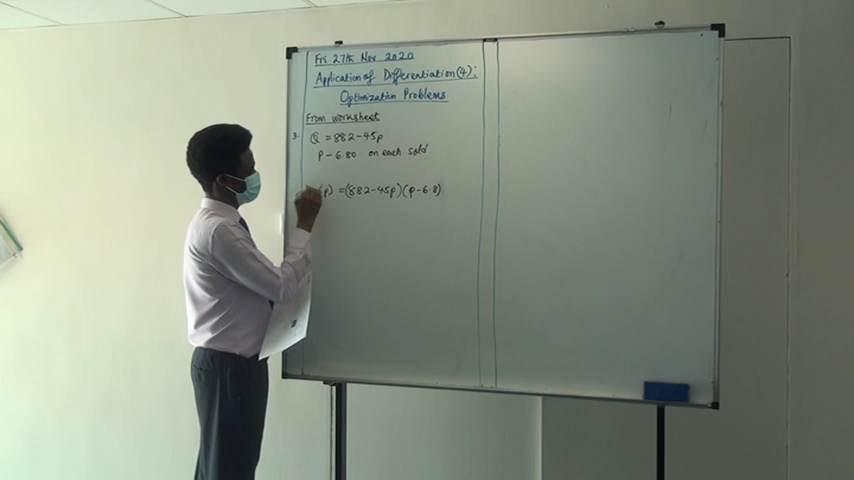 Fri 27th Nov 2020
Application of Differentiation (4):
Optimization Problems
From worksheet
3. Q = 882 - 45p
P - 6.80 on each sold
(p) = (882 - 45p)(p - 6.8)